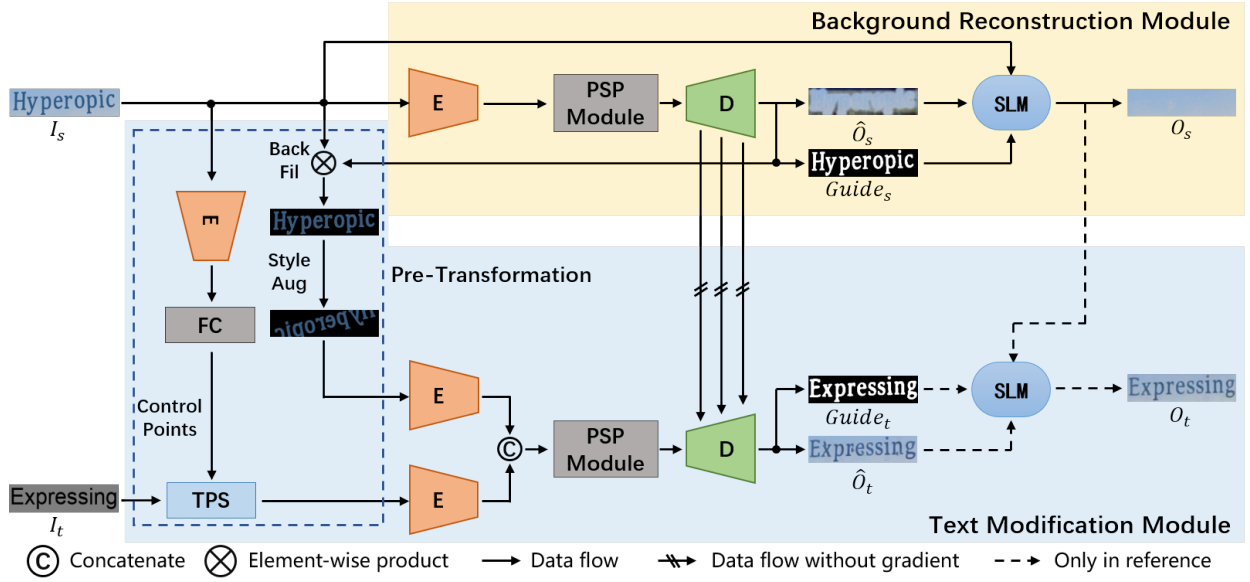 Background Reconstruction Module
Hyperopic
I_s
E
PSP
Module
D
Ô_s
SLM
O_s
Back
Fil
Hyperopic
Guide_s
E
Hyperopic
Style
Aug
Pre-Transformation
FC
Hyperopic
Control
Points
E
Expressing
Guide_t
SLM
Expressing
O_t
C
PSP
Module
D
Expressing
Ô_t
Expressing
I_t
TPS
E
Text Modification Module
C Concatenate
Element-wise product
Data flow
Data flow without gradient
Only in reference